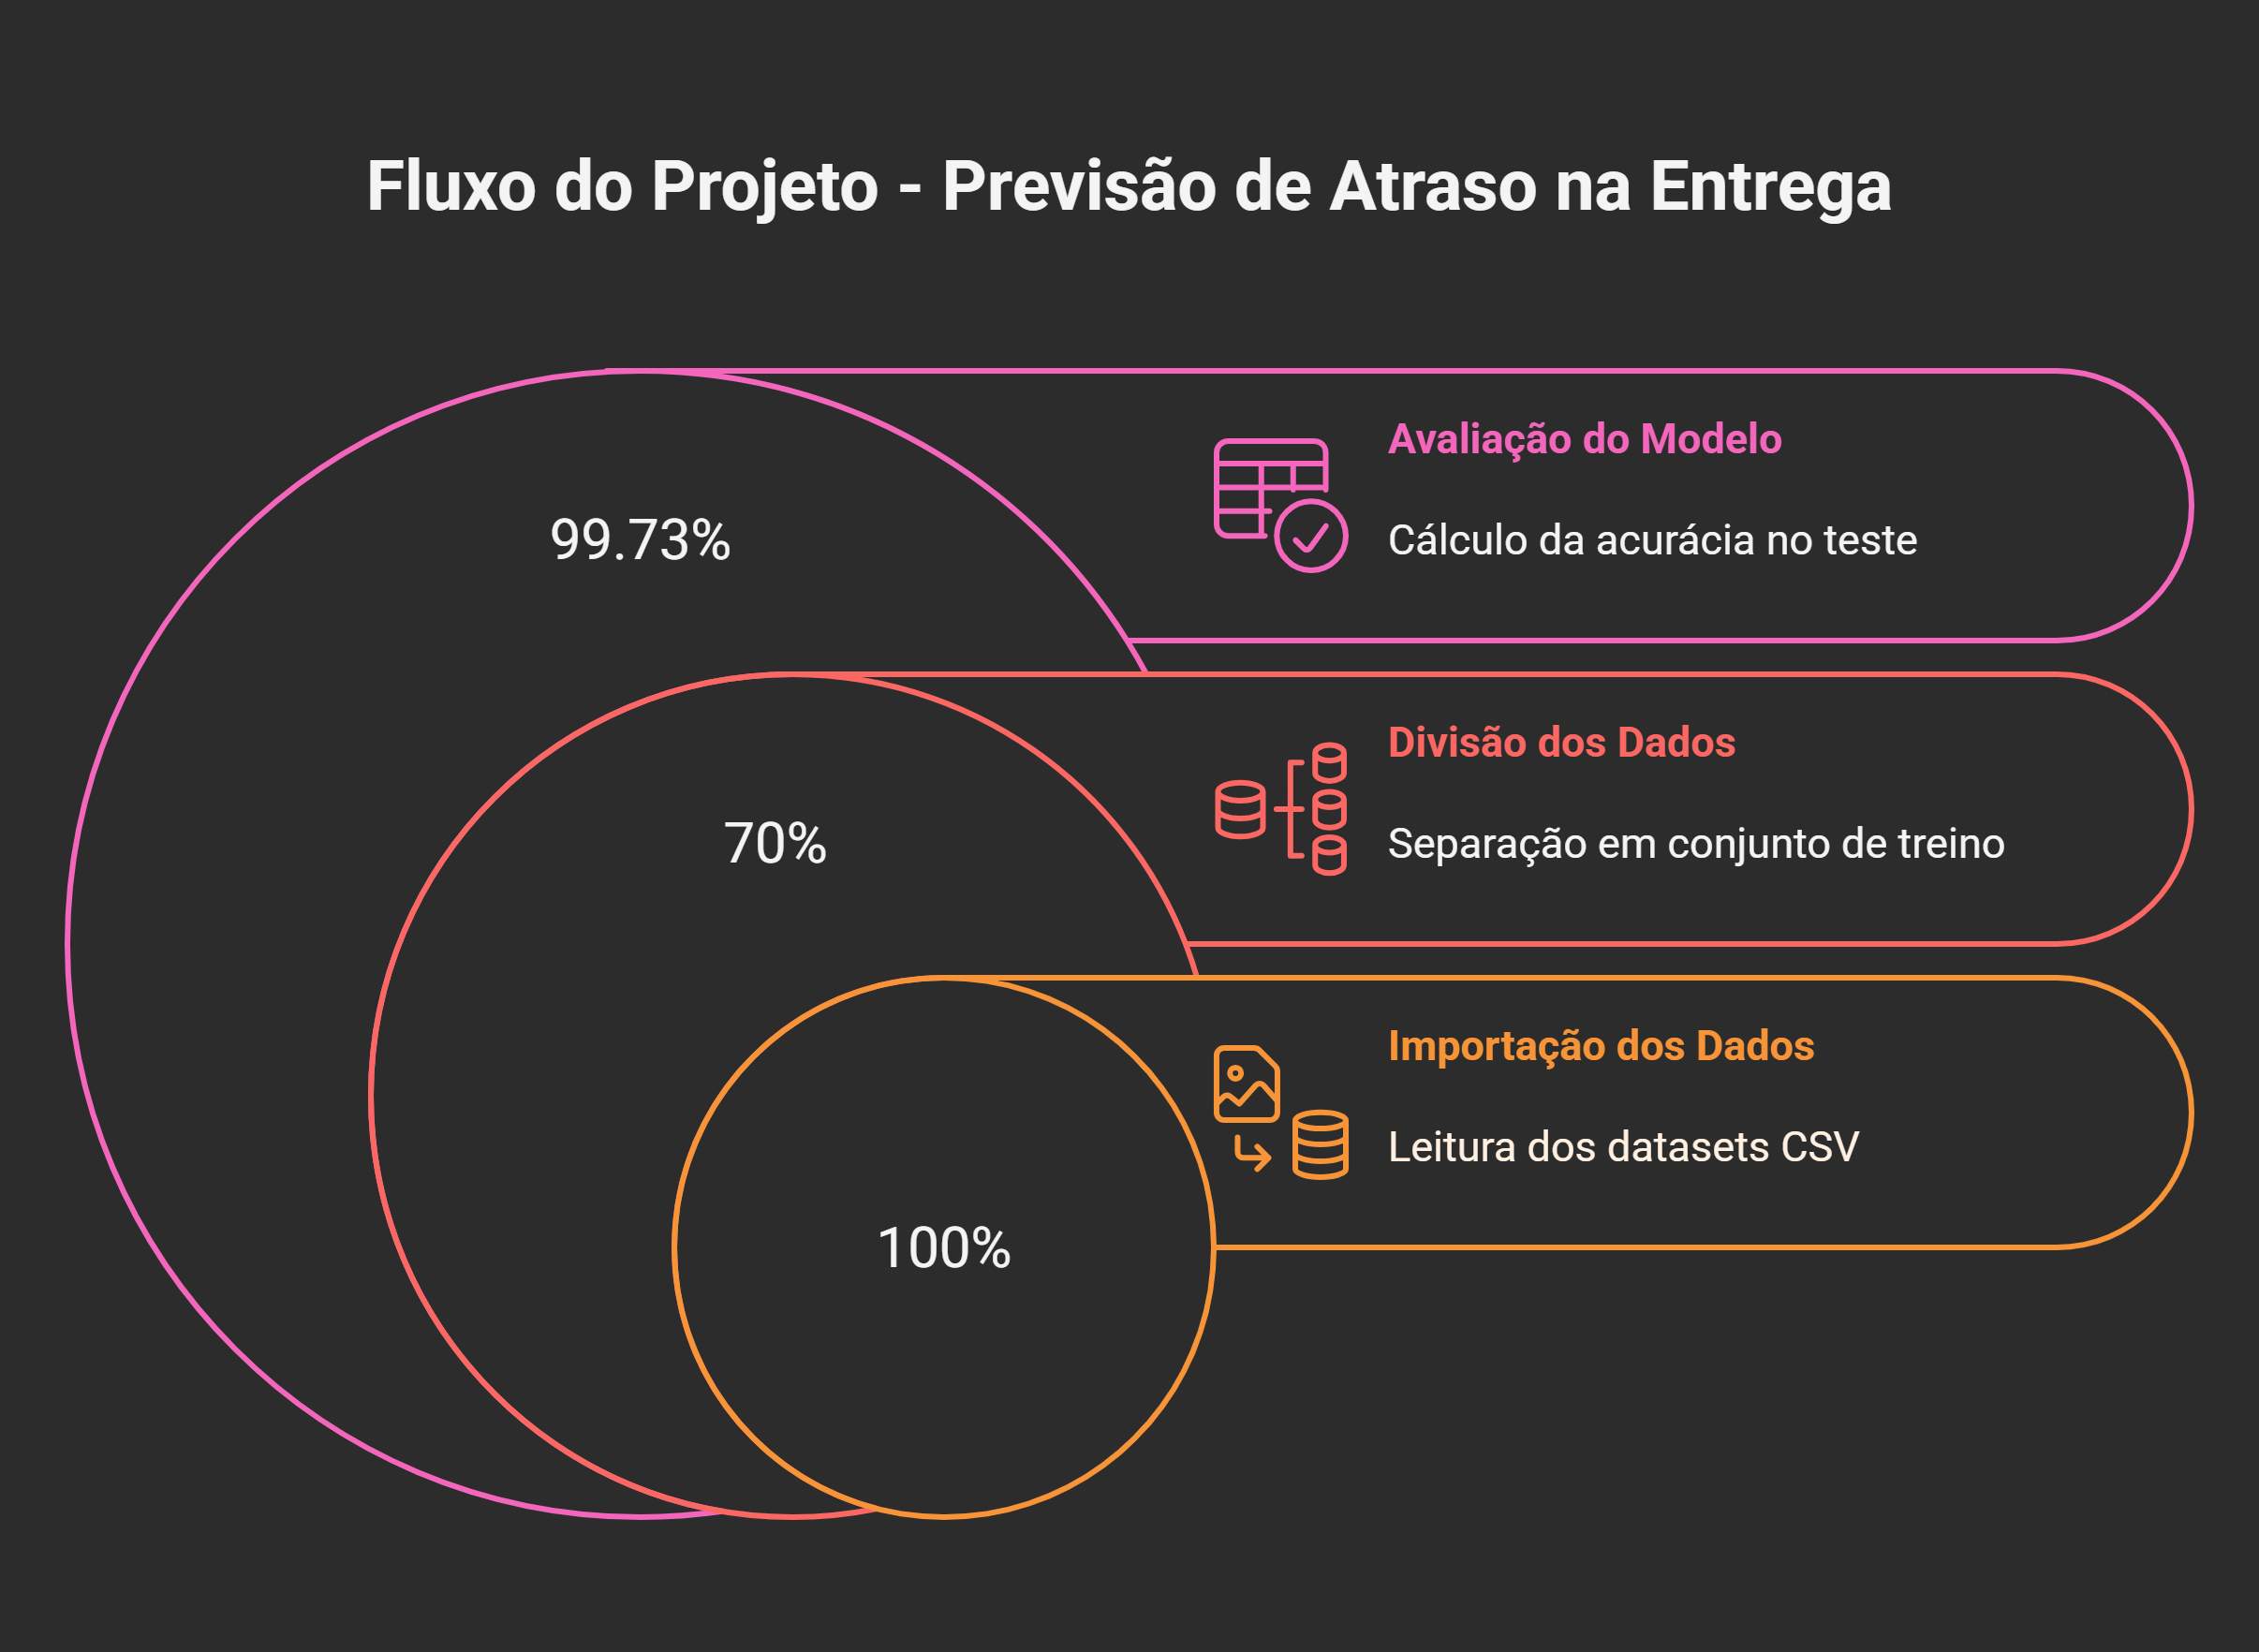 Fluxo do Projeto - Previsão de Atraso na Entrega
99.73%
Avaliação do Modelo
Cálculo da acurácia no teste
70%
Divisão dos Dados
Separação em conjunto de treino
100%
Importação dos Dados
Leitura dos datasets CSV